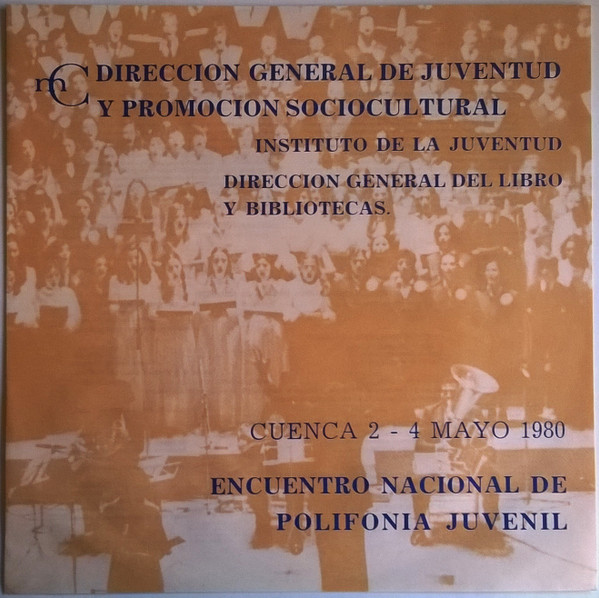 mC DIRECCION GENERAL DE JUVENTUD
Y PROMOCION SOCIOCULTURAL
INSTITUTO DE LA JUVENTUD
DIRECCION GENERAL DEL LIBRO
Y BIBLIOTECAS.
CUENCA 2 - 4 MAYO 1980
ENCUENTRO NACIONAL DE
POLIFONIA JUVENIL